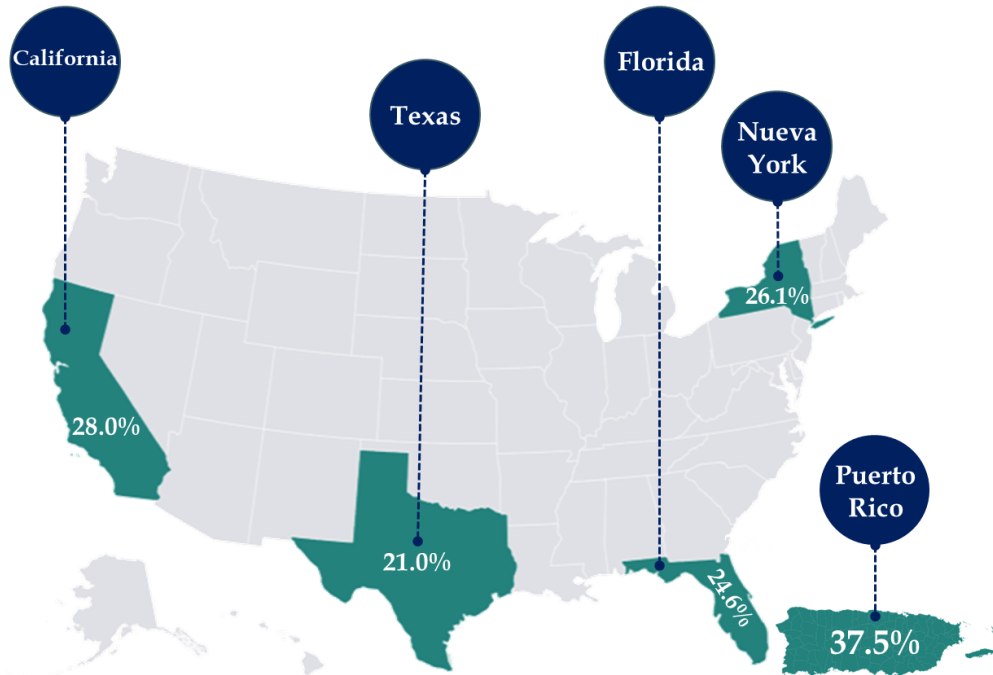 California
Texas
Florida
Nueva
York
26.1%
28.0%
21.0%
24.6%
Puerto
Rico
37.5%